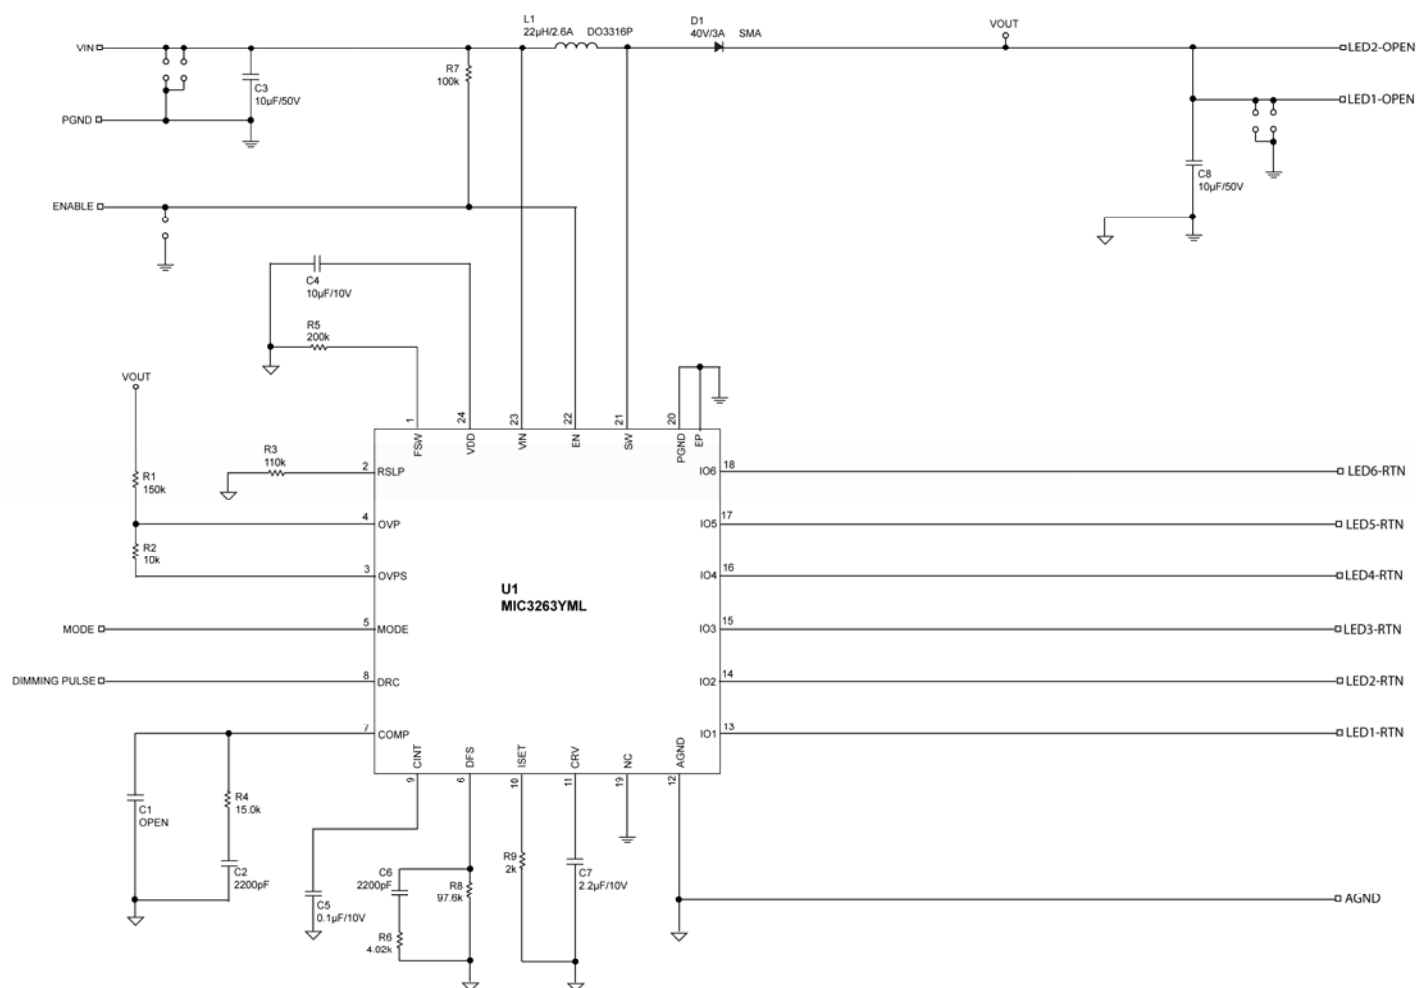 L1
22µH/2.6A DO3316P
D1
40V/3A SMA
VOUT
VIN
LED2-OPEN
R7
100k
C3
10µF/50V
LED1-OPEN
PGND
C8
10µF/50V
ENABLE
C4
10µF/10V
R5
200k
VOUT
1
24
23
22
21
20
FSW
VDD
VIN
EN
SW
PGND
EP
R3
110k
2
RSLP
IO6
18
LED6-RTN
R1
150k
4
OVP
IO5
17
LED5-RTN
R2
10k
3
OVPS
IO4
16
LED4-RTN
U1
MIC3263YML
MODE
5
MODE
IO3
15
LED3-RTN
DIMMING PULSE
8
DRC
IO2
14
LED2-RTN
7
COMP
IO1
13
LED1-RTN
CINT
DFS
ISET
CRV
NC
AGND
9
6
10
11
19
12
C1
OPEN
R4
15.0k
C2
2200pF
C5
0.1µF/10V
C6
2200pF
R8
97.6k
R6
4.02k
R9
2k
C7
2.2µF/10V
AGND